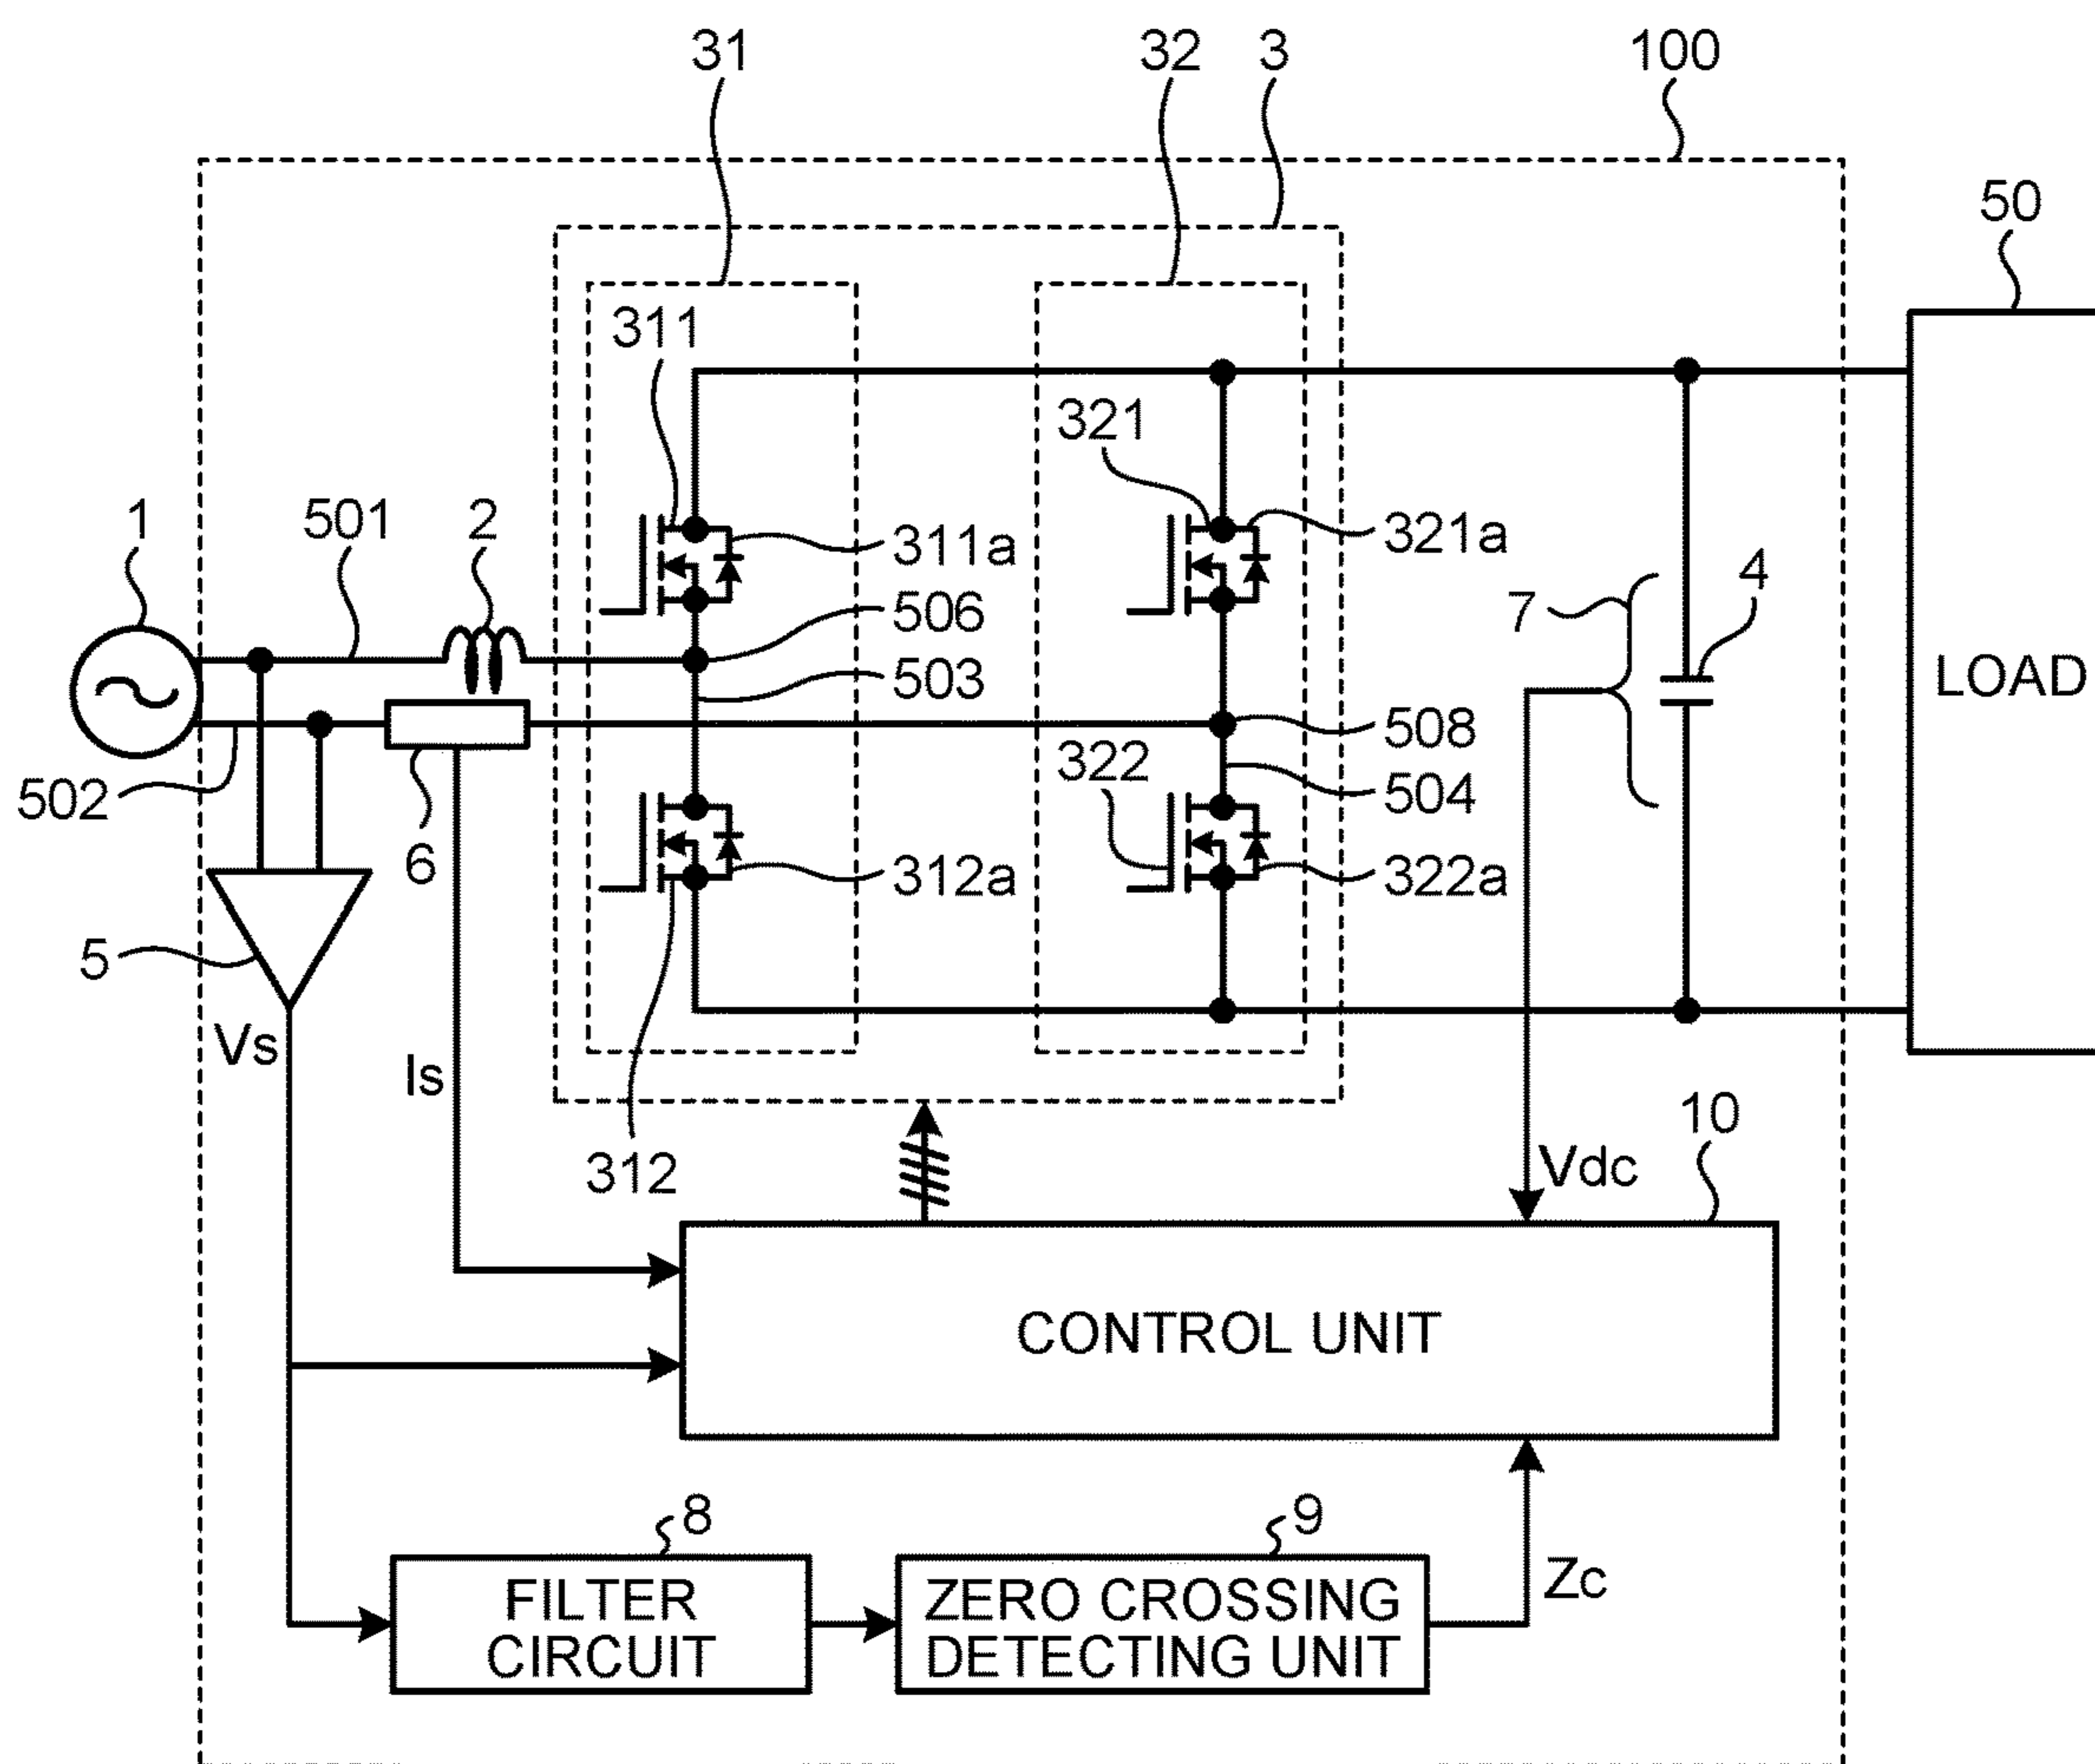 31
32
3
100
50
311
321
1
501
2
311a
321a
506
7
4
503
LOAD
508
322
504
502
6
312a
322a
5
Vs
Is
10
312
Vdc
CONTROL UNIT
8
9
Zc
FILTER
CIRCUIT
ZERO CROSSING
DETECTING UNIT